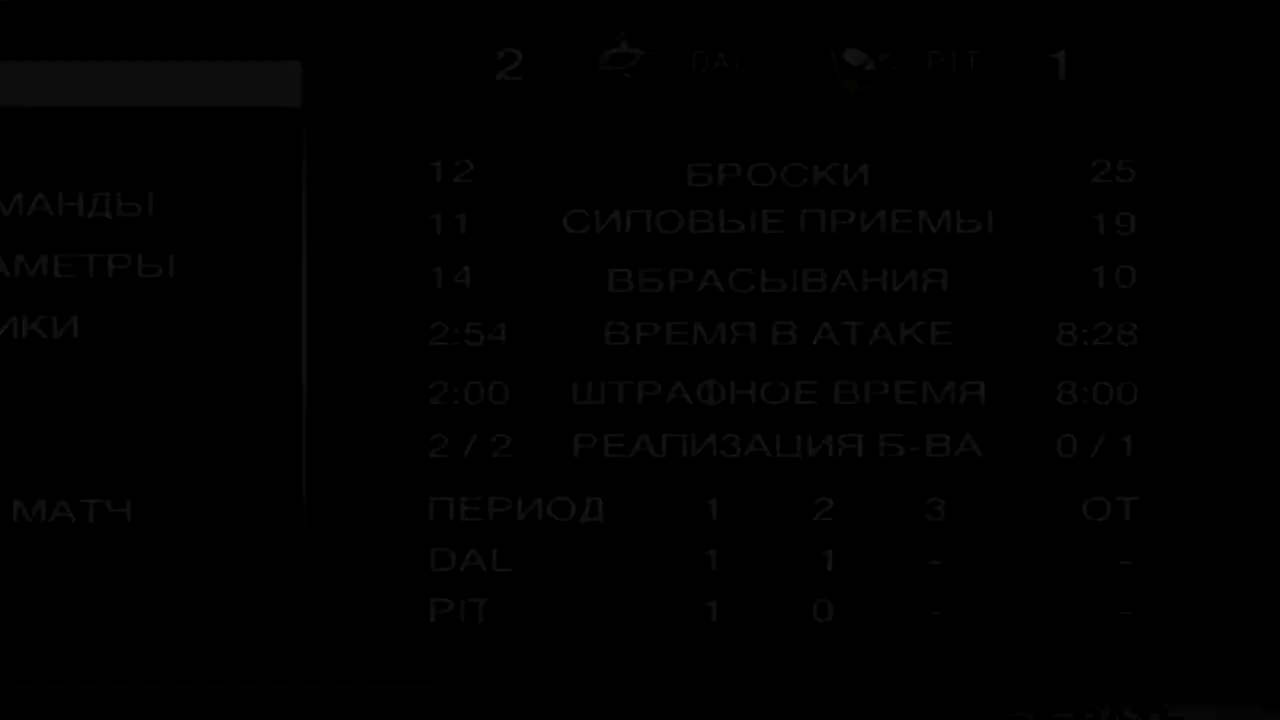 2 DAL PIT 1
12 БРОСКИ 25
МАНДЫ
11 СИЛОВЫЕ ПРИЕМЫ 19
АМЕТРЫ
14 ВБРАСЫВАНИЯ 10
ИКИ
2:54 ВРЕМЯ В АТАКЕ 8:28
2:00 ШТРАФНОЕ ВРЕМЯ 8:00
2 / 2 РЕАЛИЗАЦИЯ Б-ВА 0 / 1
МАТЧ
ПЕРИОД 1 2 3 ОТ
DAL 1 1 - -
PIT 1 0 - -